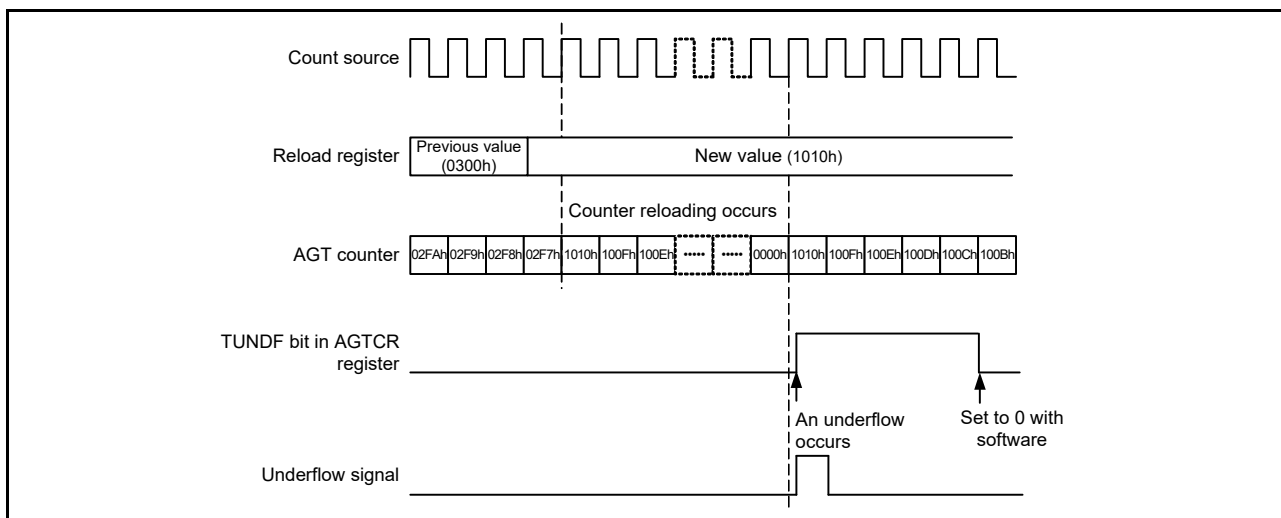 Count source
Reload register
Previous value
(0300h)
New value (1010h)
Counter reloading occurs
AGT counter
02FAh 02F9h 02F8h 02F7h 1010h 100Fh 100Eh ····· ····· 0000h 1010h 100Fh 100Eh 100Dh 100Ch 100Bh
TUNDF bit in AGTCR
register
An underflow
occurs
Set to 0 with
software
Underflow signal